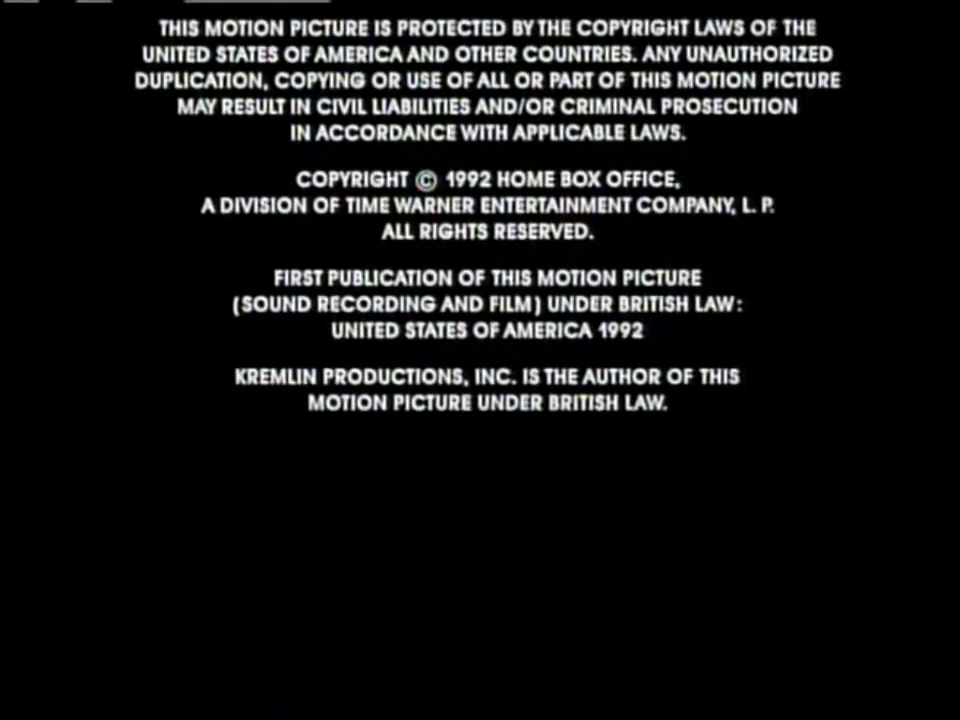 THIS MOTION PICTURE IS PROTECTED BY THE COPYRIGHT LAWS OF THE
UNITED STATES OF AMERICA AND OTHER COUNTRIES. ANY UNAUTHORIZED
DUPLICATION, COPYING OR USE OF ALL OR PART OF THIS MOTION PICTURE
MAY RESULT IN CIVIL LIABILITIES AND/OR CRIMINAL PROSECUTION
IN ACCORDANCE WITH APPLICABLE LAWS.
COPYRIGHT © 1992 HOME BOX OFFICE,
A DIVISION OF TIME WARNER ENTERTAINMENT COMPANY, L. P.
ALL RIGHTS RESERVED.
FIRST PUBLICATION OF THIS MOTION PICTURE
(SOUND RECORDING AND FILM) UNDER BRITISH LAW:
UNITED STATES OF AMERICA 1992
KREMLIN PRODUCTIONS, INC. IS THE AUTHOR OF THIS
MOTION PICTURE UNDER BRITISH LAW.